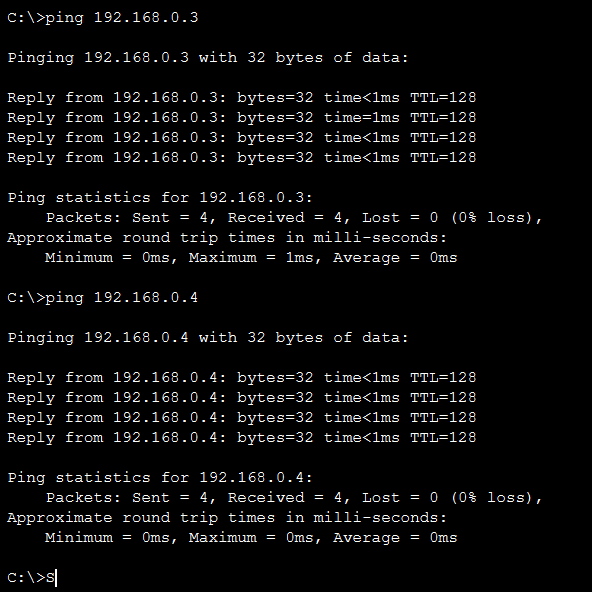 C:\>ping 192.168.0.3
Pinging 192.168.0.3 with 32 bytes of data:
Reply from 192.168.0.3: bytes=32 time<1ms TTL=128
Reply from 192.168.0.3: bytes=32 time=1ms TTL=128
Reply from 192.168.0.3: bytes=32 time<1ms TTL=128
Reply from 192.168.0.3: bytes=32 time<1ms TTL=128
Ping statistics for 192.168.0.3:
    Packets: Sent = 4, Received = 4, Lost = 0 (0% loss),
Approximate round trip times in milli-seconds:
    Minimum = 0ms, Maximum = 1ms, Average = 0ms
C:\>ping 192.168.0.4
Pinging 192.168.0.4 with 32 bytes of data:
Reply from 192.168.0.4: bytes=32 time<1ms TTL=128
Reply from 192.168.0.4: bytes=32 time<1ms TTL=128
Reply from 192.168.0.4: bytes=32 time<1ms TTL=128
Reply from 192.168.0.4: bytes=32 time<1ms TTL=128
Ping statistics for 192.168.0.4:
    Packets: Sent = 4, Received = 4, Lost = 0 (0% loss),
Approximate round trip times in milli-seconds:
    Minimum = 0ms, Maximum = 0ms, Average = 0ms
C:\>S